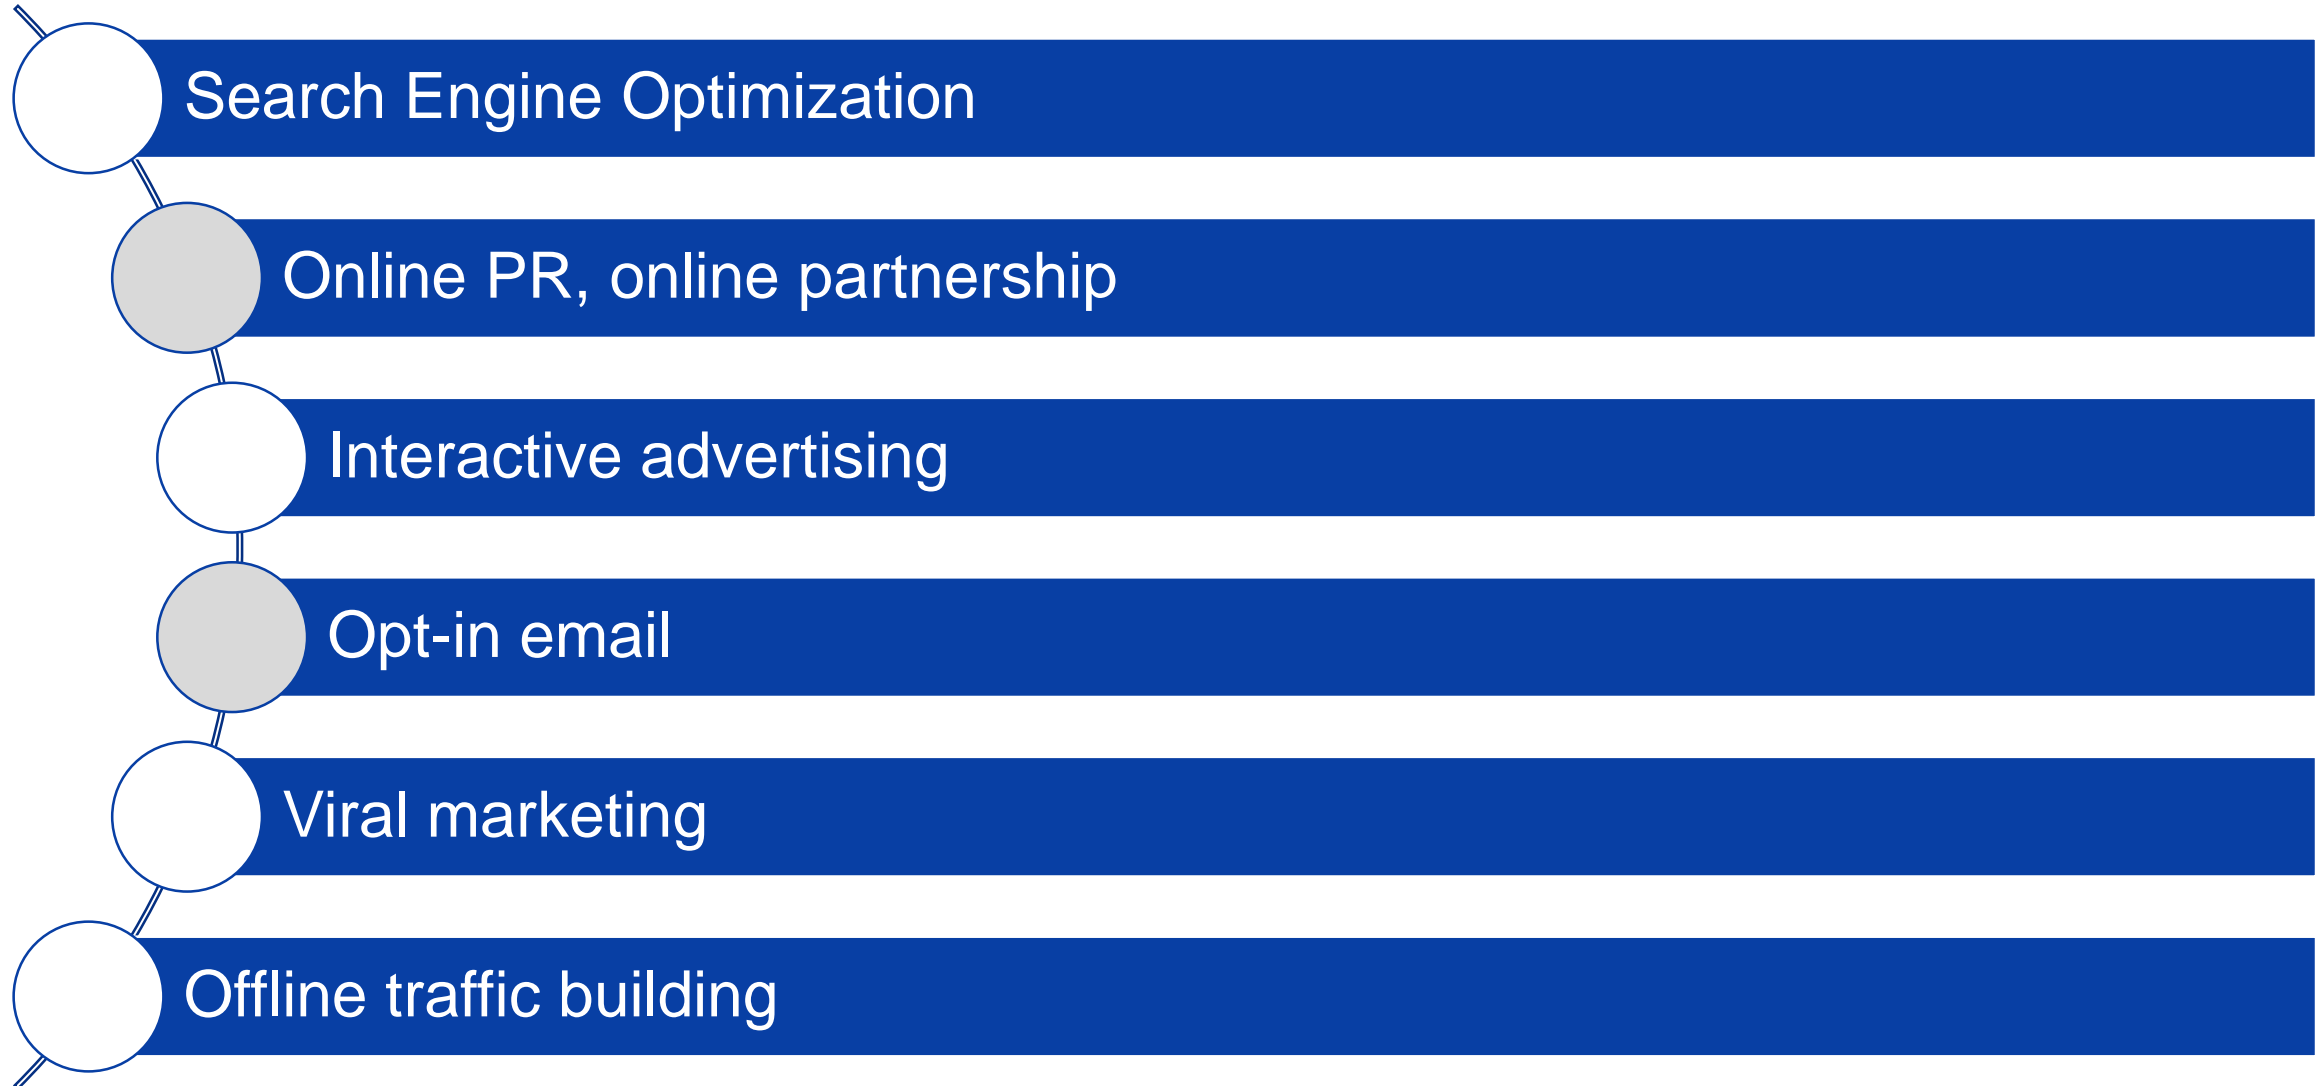 Search Engine Optimization
Online PR, online partnership
Interactive advertising
Opt-in email
Viral marketing
Offline traffic building